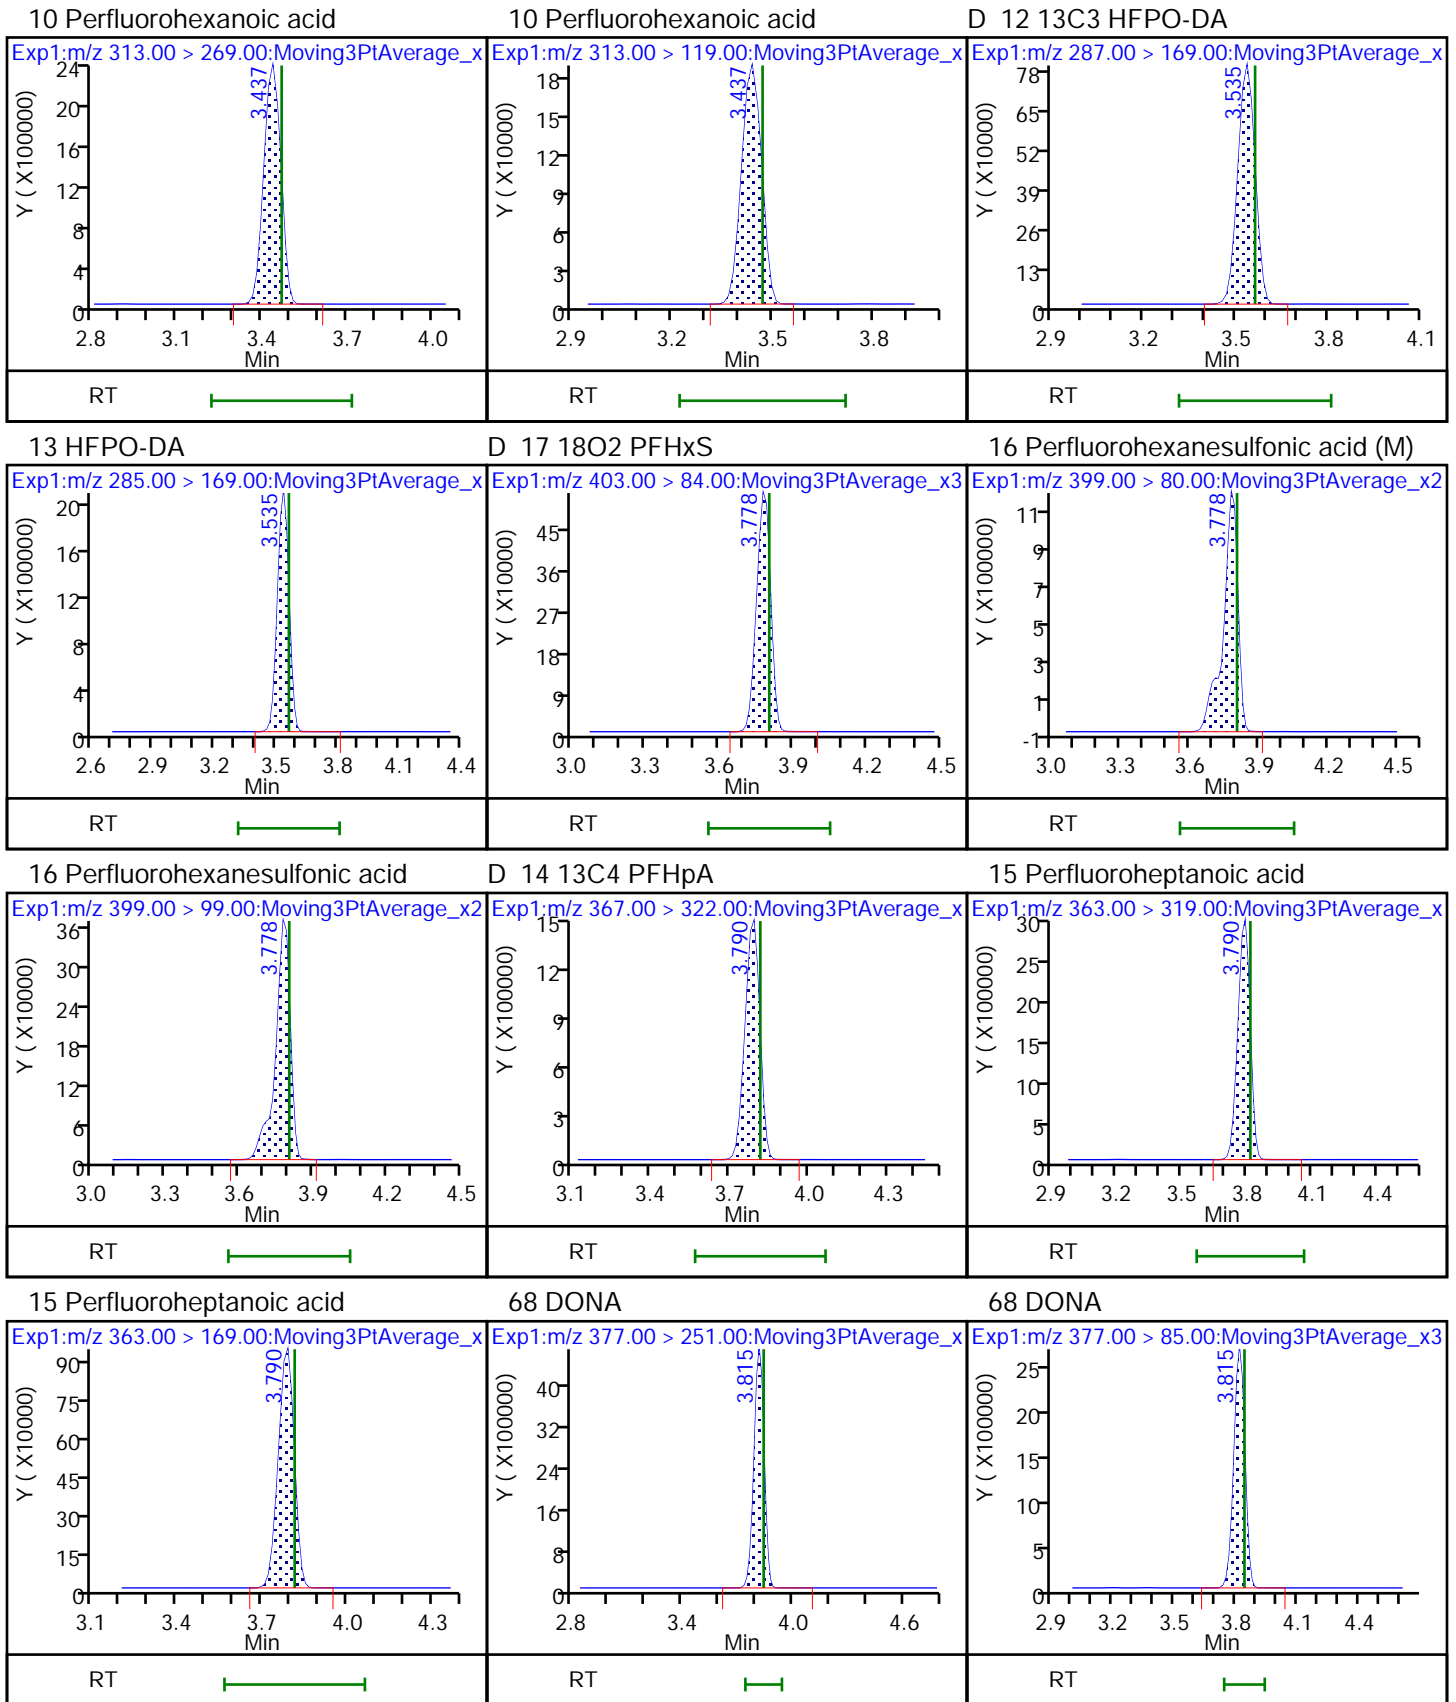 10 Perfluorohexanoic acid
Exp1:m/z 313.00 > 269.00:Moving3PtAverage_x
Y ( X100000)
24
20
16
12
8
4
0
3.437
2.8 3.1 3.4 3.7 4.0
Min
RT
10 Perfluorohexanoic acid
Exp1:m/z 313.00 > 119.00:Moving3PtAverage_x
Y ( X100000)
18
15
12
9
6
3
0
3.437
2.9 3.2 3.5 3.8
Min
RT
D 12 13C3 HFPO-DA
Exp1:m/z 287.00 > 169.00:Moving3PtAverage_x
Y ( X100000)
78
65
52
39
26
13
0
3.535
2.9 3.2 3.5 3.8 4.1
Min
RT
13 HFPO-DA
Exp1:m/z 285.00 > 169.00:Moving3PtAverage_x
Y ( X100000)
20
16
12
8
4
0
3.535
2.6 2.9 3.2 3.5 3.8 4.1 4.4
Min
RT
D 17 18O2 PFHxS
Exp1:m/z 403.00 > 84.00:Moving3PtAverage_x3
Y ( X10000)
45
36
27
18
9
0
3.778
3.0 3.3 3.6 3.9 4.2 4.5
Min
RT
16 Perfluorohexanesulfonic acid (M)
Exp1:m/z 399.00 > 80.00:Moving3PtAverage_x2
Y ( X100000)
11
9
7
5
3
1
-1
3.778
3.0 3.3 3.6 3.9 4.2 4.5
Min
RT
16 Perfluorohexanesulfonic acid
Exp1:m/z 399.00 > 99.00:Moving3PtAverage_x2
Y ( X10000)
36
30
24
18
12
6
0
3.778
3.0 3.3 3.6 3.9 4.2 4.5
Min
RT
D 14 13C4 PFHpA
Exp1:m/z 367.00 > 322.00:Moving3PtAverage_x
Y ( X100000)
15
12
9
6
3
0
3.790
3.1 3.4 3.7 4.0 4.3
Min
RT
15 Perfluoroheptanoic acid
Exp1:m/z 363.00 > 319.00:Moving3PtAverage_x
Y ( X100000)
30
25
20
15
10
5
0
3.790
2.9 3.2 3.5 3.8 4.1 4.4
Min
RT
15 Perfluoroheptanoic acid
Exp1:m/z 363.00 > 169.00:Moving3PtAverage_x
Y ( X100000)
90
75
60
45
30
15
0
3.790
3.1 3.4 3.7 4.0 4.3
Min
RT
68 DONA
Exp1:m/z 377.00 > 251.00:Moving3PtAverage_x
Y ( X100000)
40
32
24
16
8
0
3.815
2.8 3.4 4.0 4.6
Min
RT
68 DONA
Exp1:m/z 377.00 > 85.00:Moving3PtAverage_x3
Y ( X100000)
25
20
15
10
5
0
3.815
2.9 3.2 3.5 3.8 4.1 4.4
Min
RT